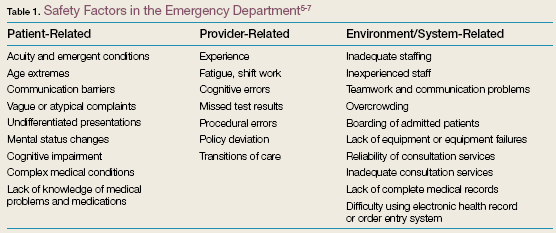 Table 1. Safety Factors in the Emergency Department5-7
Patient-Related Provider-Related Environment/System-Related
Acuity and emergent conditions Experience Inadequate staffing
Age extremes Fatigue, shift work Inexperienced staff
Communication barriers Cognitive errors Teamwork and communication problems
Vague or atypical complaints Missed test results Overcrowding
Undifferentiated presentations Procedural errors Boarding of admitted patients
Mental status changes Policy deviation Lack of equipment or equipment failures
Cognitive impairment Transitions of care Reliability of consultation services
Complex medical conditions Inadequate consultation services
Lack of knowledge of medical Lack of complete medical records
problems and medications Difficulty using electronic health record
or order entry system